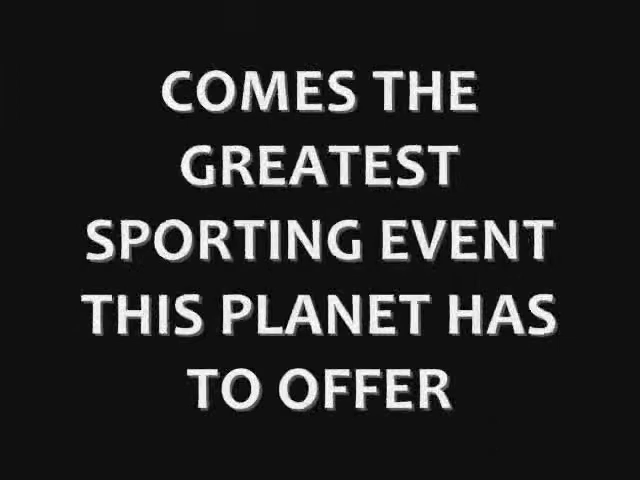 COMES THE
GREATEST
SPORTING EVENT
THIS PLANET HAS
TO OFFER